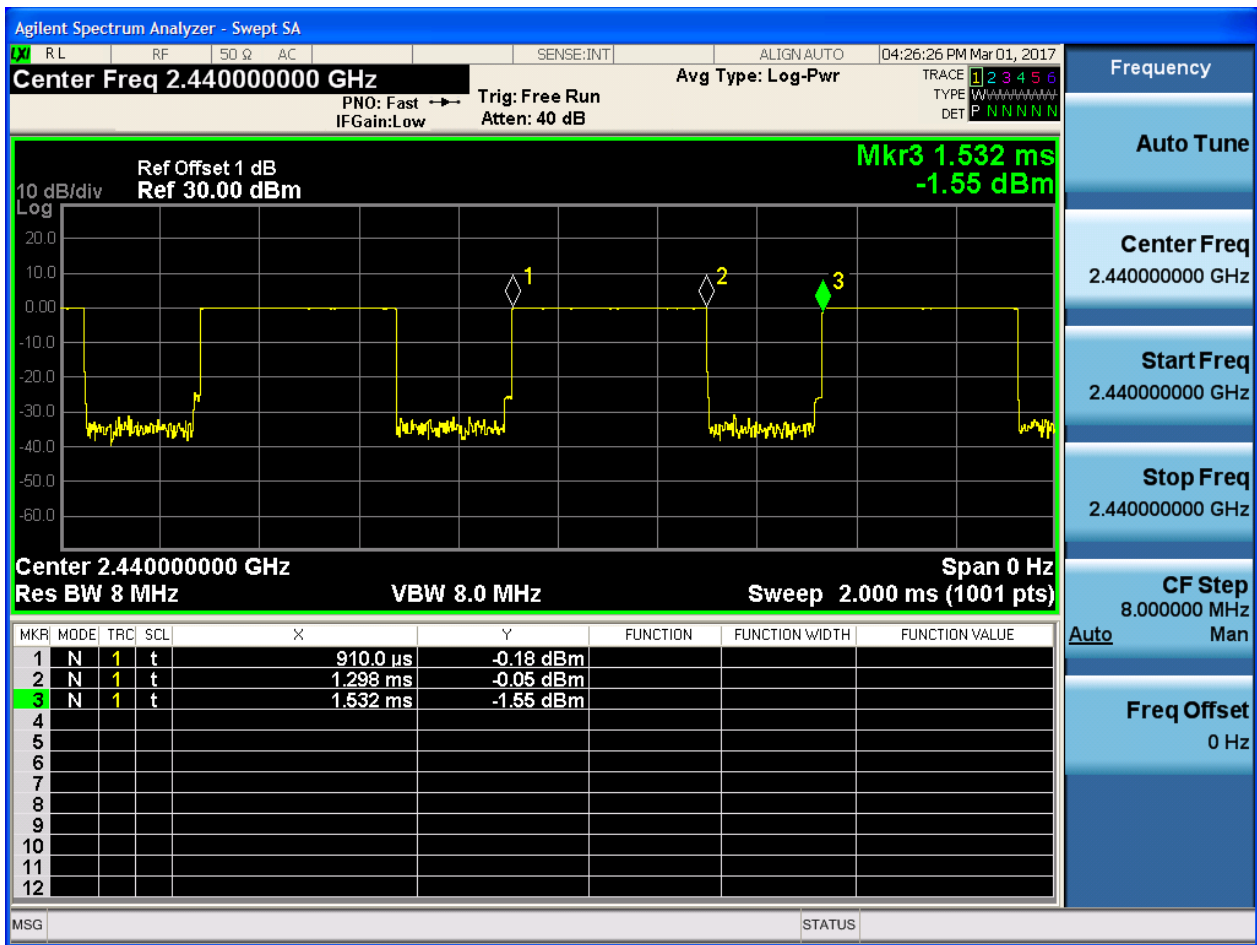 Agilent Spectrum Analyzer - Swept SA
LXI RL RF 50 Ω AC SENSE:INT ALIGN AUTO 04:26:26 PM Mar 01, 2017
Center Freq 2.440000000 GHz
PNO: Fast
IFGain:Low
Trig: Free Run
Atten: 40 dB
Avg Type: Log-Pwr
TRACE 1 2 3 4 5 6
TYPE
DET P N N N N N
Ref Offset 1 dB
10 dB/div Ref 30.00 dBm
Log
Mkr3 1.532 ms
-1.55 dBm
20.0
10.0
0.00
-10.0
-20.0
-30.0
-40.0
-50.0
-60.0
1
2
3
Center 2.440000000 GHz Span 0 Hz
Res BW 8 MHz VBW 8.0 MHz Sweep 2.000 ms (1001 pts)
MKR MODE TRC SCL X Y FUNCTION FUNCTION WIDTH FUNCTION VALUE
1 N 1 t 910.0 µs -0.18 dBm
2 N 1 t 1.298 ms -0.05 dBm
3 N 1 t 1.532 ms -1.55 dBm
4
5
6
7
8
9
10
11
12
MSG STATUS
Frequency
Auto Tune
Center Freq
2.440000000 GHz
Start Freq
2.440000000 GHz
Stop Freq
2.440000000 GHz
CF Step
8.000000 MHz
Auto Man
Freq Offset
0 Hz